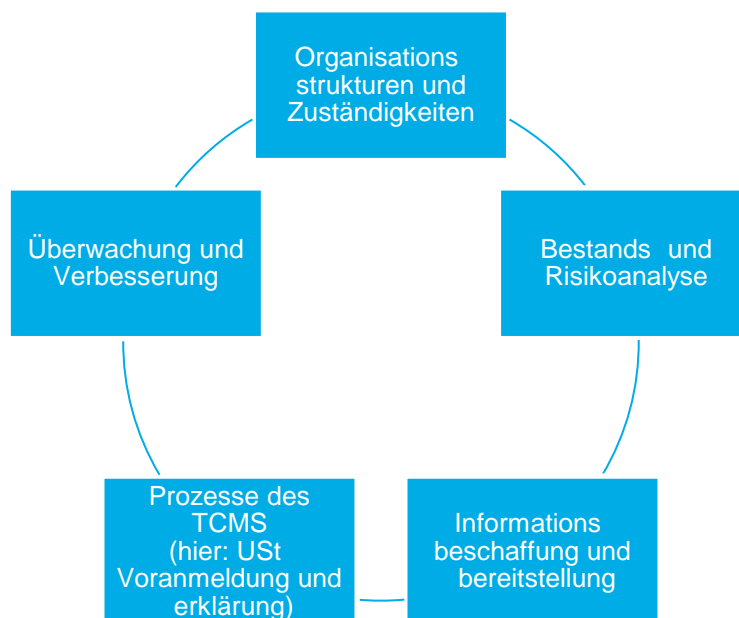 Organisations
strukturen und
Zuständigkeiten
Bestands und
Risikoanalyse
Informations
beschaffung und
bereitstellung
Prozesse des
TCMS
(hier: USt
Voranmeldung und
erklärung)
Überwachung und
Verbesserung